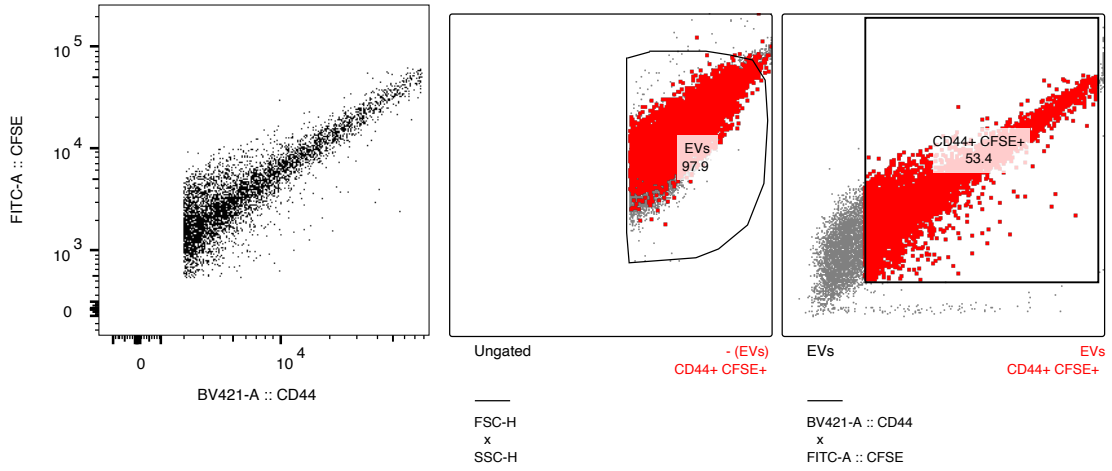 10^5
10^4
10^3
0
FITC-A :: CFSE
0
10^4
BV421-A :: CD44
EVs
97.9
Ungated
- (EVs)
CD44+ CFSE+
FSC-H
x
SSC-H
CD44+ CFSE+
53.4
EVs
EVs
CD44+ CFSE+
BV421-A :: CD44
x
FITC-A :: CFSE